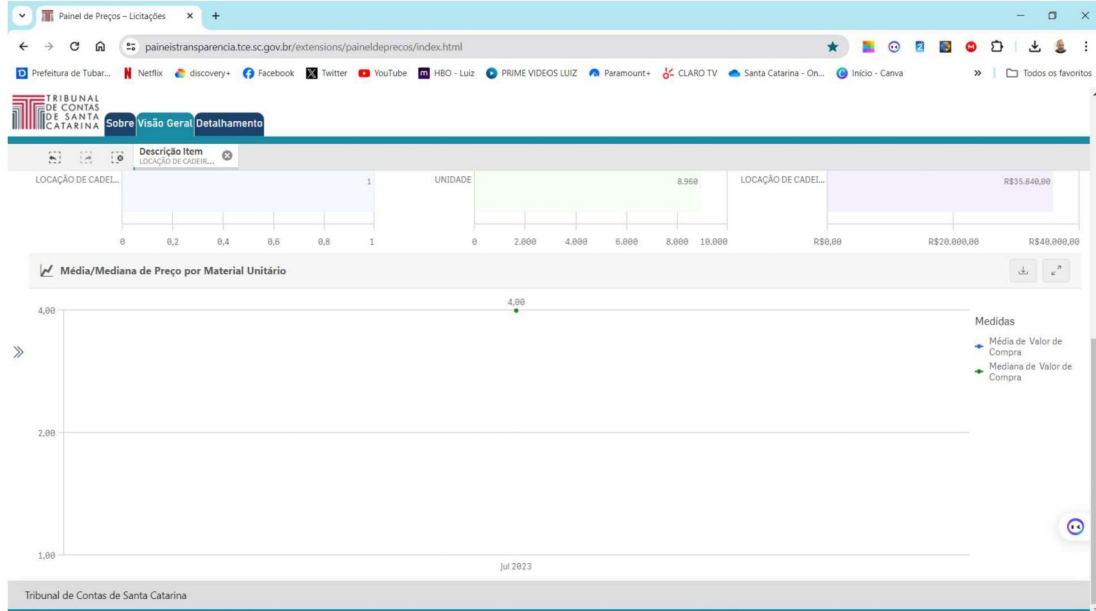 Painel de Preços – Licitações
paineistransparencia.tce.sc.gov.br/extensions/paineldeprecos/index.html
Prefeitura de Tubar... Netflix discovery+ Facebook Twitter YouTube HBO - Luiz PRIME VIDEOS LUIZ Paramount+ CLARO TV Santa Catarina - On... Início - Canva Todos os favoritos
TRIBUNAL
DE CONTAS
DE SANTA
CATARINA
Sobre Visão Geral Detalhamento
Descrição Item
LOCAÇÃO DE CADEIR...
LOCAÇÃO DE CADEI... 1 UNIDADE 8.960 LOCAÇÃO DE CADEI... R$35.840,00
0 0,2 0,4 0,6 0,8 1 0 2.000 4.000 6.000 8.000 10.000 R$0,00 R$20.000,00 R$40.000,00
Média/Mediana de Preço por Material Unitário
4,00
4,00
Medidas
Média de Valor de
Compra
Mediana de Valor de
Compra
2,00
1,00
jul 2023
Tribunal de Contas de Santa Catarina